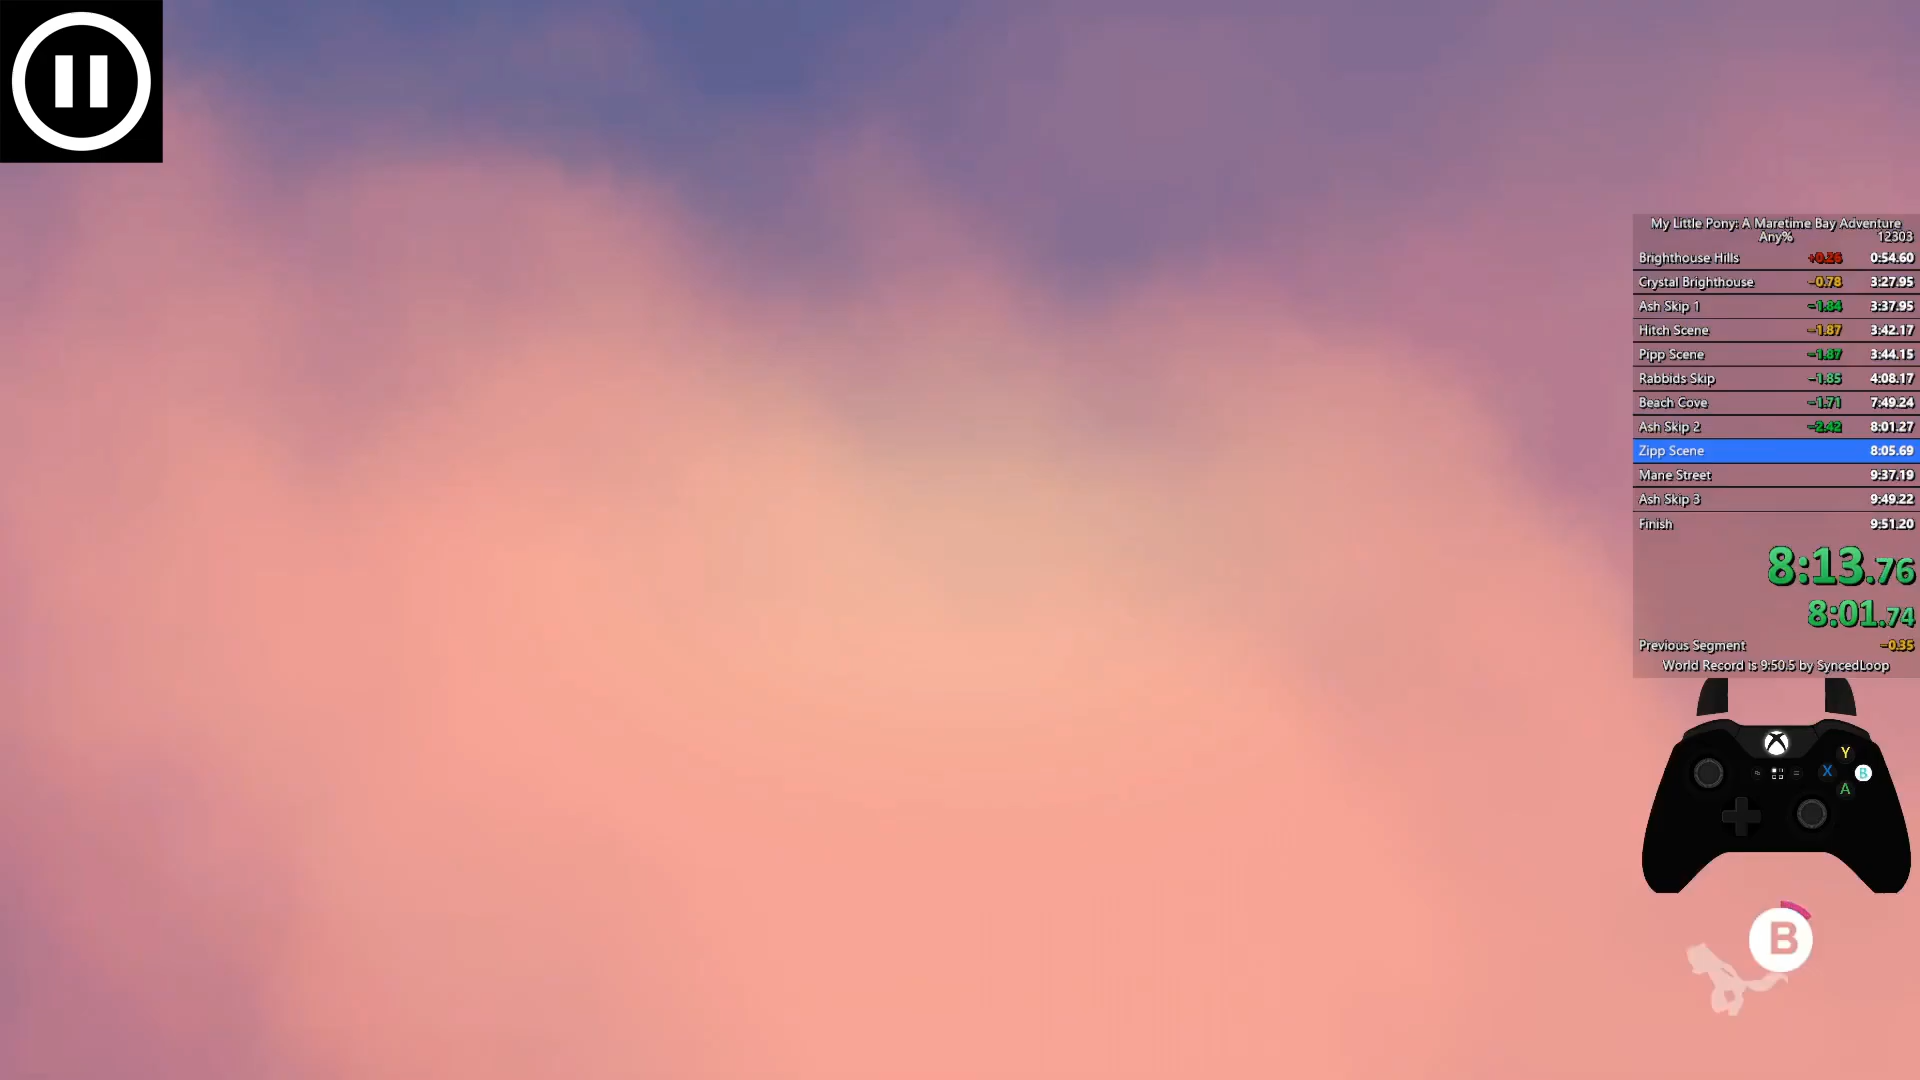 My Little Pony: A Maretime Bay Adventure
Any% 12303
Brighthouse Hills +0.26 0:54.60
Crystal Brighthouse −0.78 3:27.95
Ash Skip 1 −1.84 3:37.95
Hitch Scene −1.87 3:42.17
Pipp Scene −1.87 3:44.15
Rabbids Skip −1.85 4:08.17
Beach Cove −1.71 7:49.24
Ash Skip 2 −2.42 8:01.27
Zipp Scene 8:05.69
Mane Street 9:37.19
Ash Skip 3 9:49.22
Finish 9:51.20
8:13.76
8:01.74
Previous Segment −0.35
World Record is 9:50.5 by SyncedLoop
Y
X B
A
B